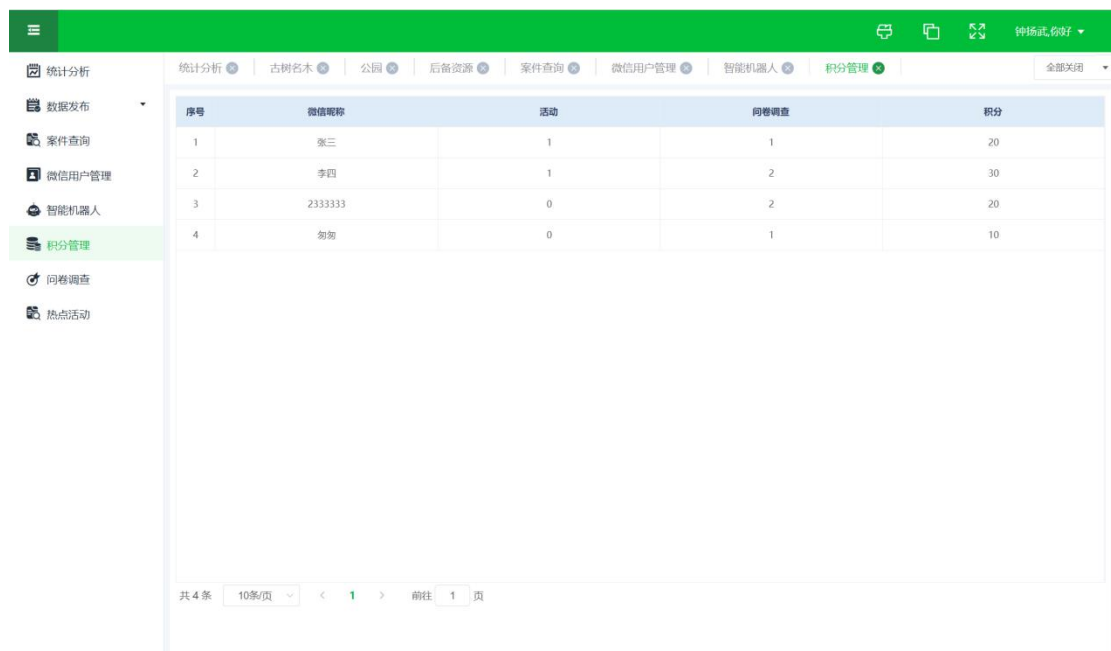 钟扬武,你好
统计分析
数据发布
案件查询
微信用户管理
智能机器人
积分管理
问卷调查
热点活动
统计分析 古树名木 公园 后备资源 案件查询 微信用户管理 智能机器人 积分管理 全部关闭
序号 微信昵称 活动 问卷调查 积分
1 张三 1 1 20
2 李四 1 2 30
3 2333333 0 2 20
4 匆匆 0 1 10
共 4 条 10条/页 1 前往 1 页